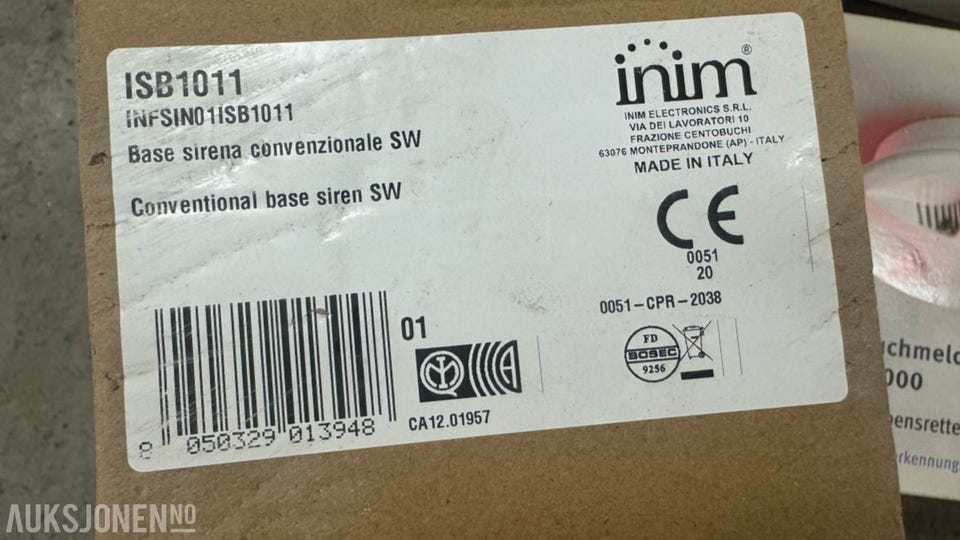 ISB1011
INFSIN01ISB1011
Base sirena convenzionale SW
Conventional base siren SW
inim®
INIM ELECTRONICS S.R.L.
VIA DEI LAVORATORI 10
FRAZIONE CENTOBUCHI
63076 MONTEPRANDONE (AP) - ITALY
MADE IN ITALY
CE
0051
20
0051-CPR-2038
FD
BOSEC
9256
01
8 050329 013948
CA12.01957
000
AUKSJONEN NO